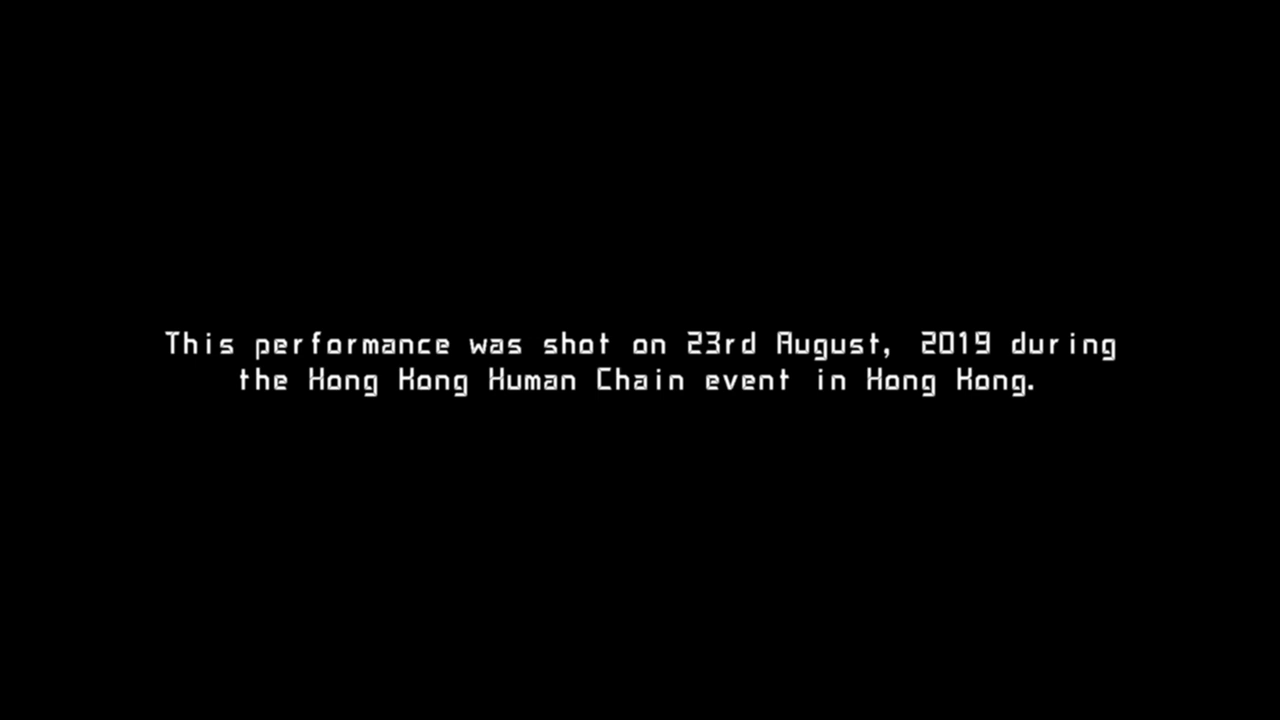 This performance was shot on 23rd August, 2019 during
the Hong Kong Human Chain event in Hong Kong.